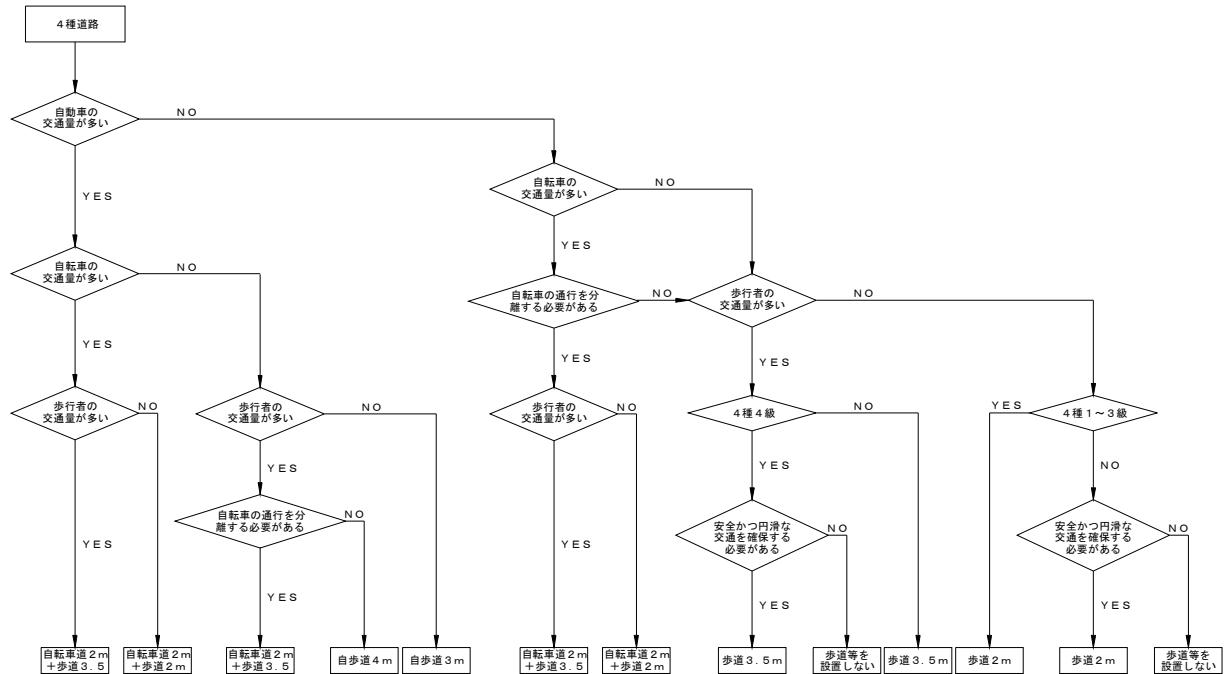 ４種道路
自動車の
交通量が多い
ＮＯ
ＹＥＳ
自転車の
交通量が多い
ＮＯ
ＹＥＳ
自転車の
交通量が多い
ＮＯ
ＹＥＳ
自転車の通行を分
離する必要がある
ＮＯ
歩行者の
交通量が多い
ＮＯ
ＹＥＳ
ＹＥＳ
歩行者の
交通量が多い
ＮＯ
歩行者の
交通量が多い
ＮＯ
歩行者の
交通量が多い
ＮＯ
４種４級
ＮＯ
ＹＥＳ
４種１～３級
ＹＥＳ
ＹＥＳ
ＮＯ
自転車の通行を分
離する必要がある
ＮＯ
ＹＥＳ
ＹＥＳ
安全かつ円滑な
交通を確保する
必要がある
ＮＯ
安全かつ円滑な
交通を確保する
必要がある
ＮＯ
ＹＥＳ
ＹＥＳ
ＹＥＳ
自転車道２ｍ
＋歩道３.５
自転車道２ｍ
＋歩道２ｍ
自転車道２ｍ
＋歩道３.５
自歩道４ｍ
自歩道３ｍ
自転車道２ｍ
＋歩道３.５
自転車道２ｍ
＋歩道２ｍ
歩道３.５ｍ
歩道等を
設置しない
歩道３.５ｍ
歩道２ｍ
歩道２ｍ
歩道等を
設置しない